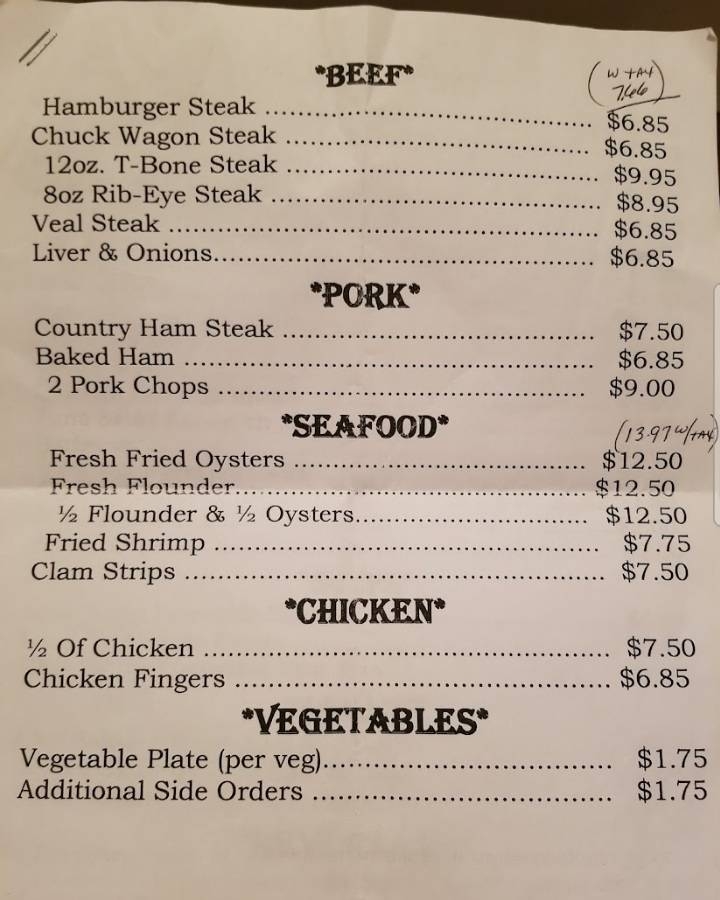 *BEEF*
(W TAX)
7.66
Hamburger Steak ........................................ $6.85
Chuck Wagon Steak ..................................... $6.85
12oz. T-Bone Steak ..................................... $9.95
8oz Rib-Eye Steak ....................................... $8.95
Veal Steak .................................................... $6.85
Liver & Onions.............................................. $6.85
*PORK*
Country Ham Steak ..................................... $7.50
Baked Ham ................................................. $6.85
2 Pork Chops ............................................. $9.00
*SEAFOOD*
(13.97 W/TAX)
Fresh Fried Oysters .................................... $12.50
Fresh Flounder.......................................... $12.50
½ Flounder & ½ Oysters............................ $12.50
Fried Shrimp .............................................. $7.75
Clam Strips .................................................. $7.50
*CHICKEN*
½ Of Chicken ................................................ $7.50
Chicken Fingers ............................................ $6.85
*VEGETABLES*
Vegetable Plate (per veg)................................. $1.75
Additional Side Orders .................................. $1.75